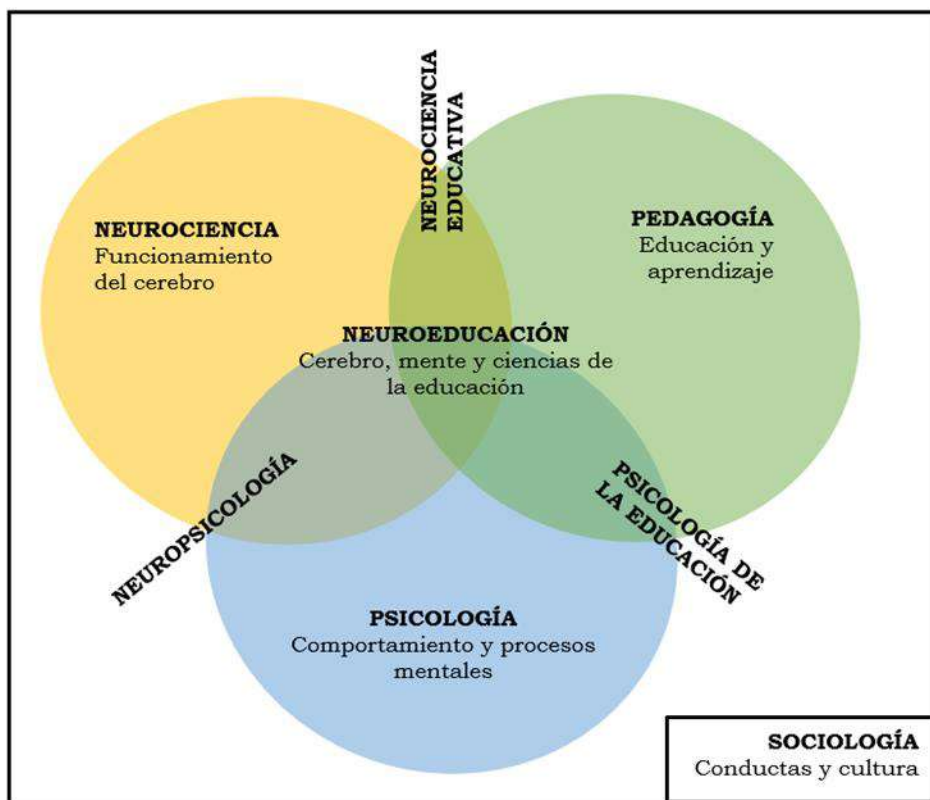 NEUROCIENCIA
EDUCATIVA
NEUROCIENCIA
Funcionamiento
del cerebro
PEDAGOGÍA
Educación y
aprendizaje
NEUROEDUCACIÓN
Cerebro, mente y ciencias de
la educación
NEUROPSICOLOGÍA
PSICOLOGÍA DE
LA EDUCACIÓN
PSICOLOGÍA
Comportamiento y procesos
mentales
SOCIOLOGÍA
Conductas y cultura